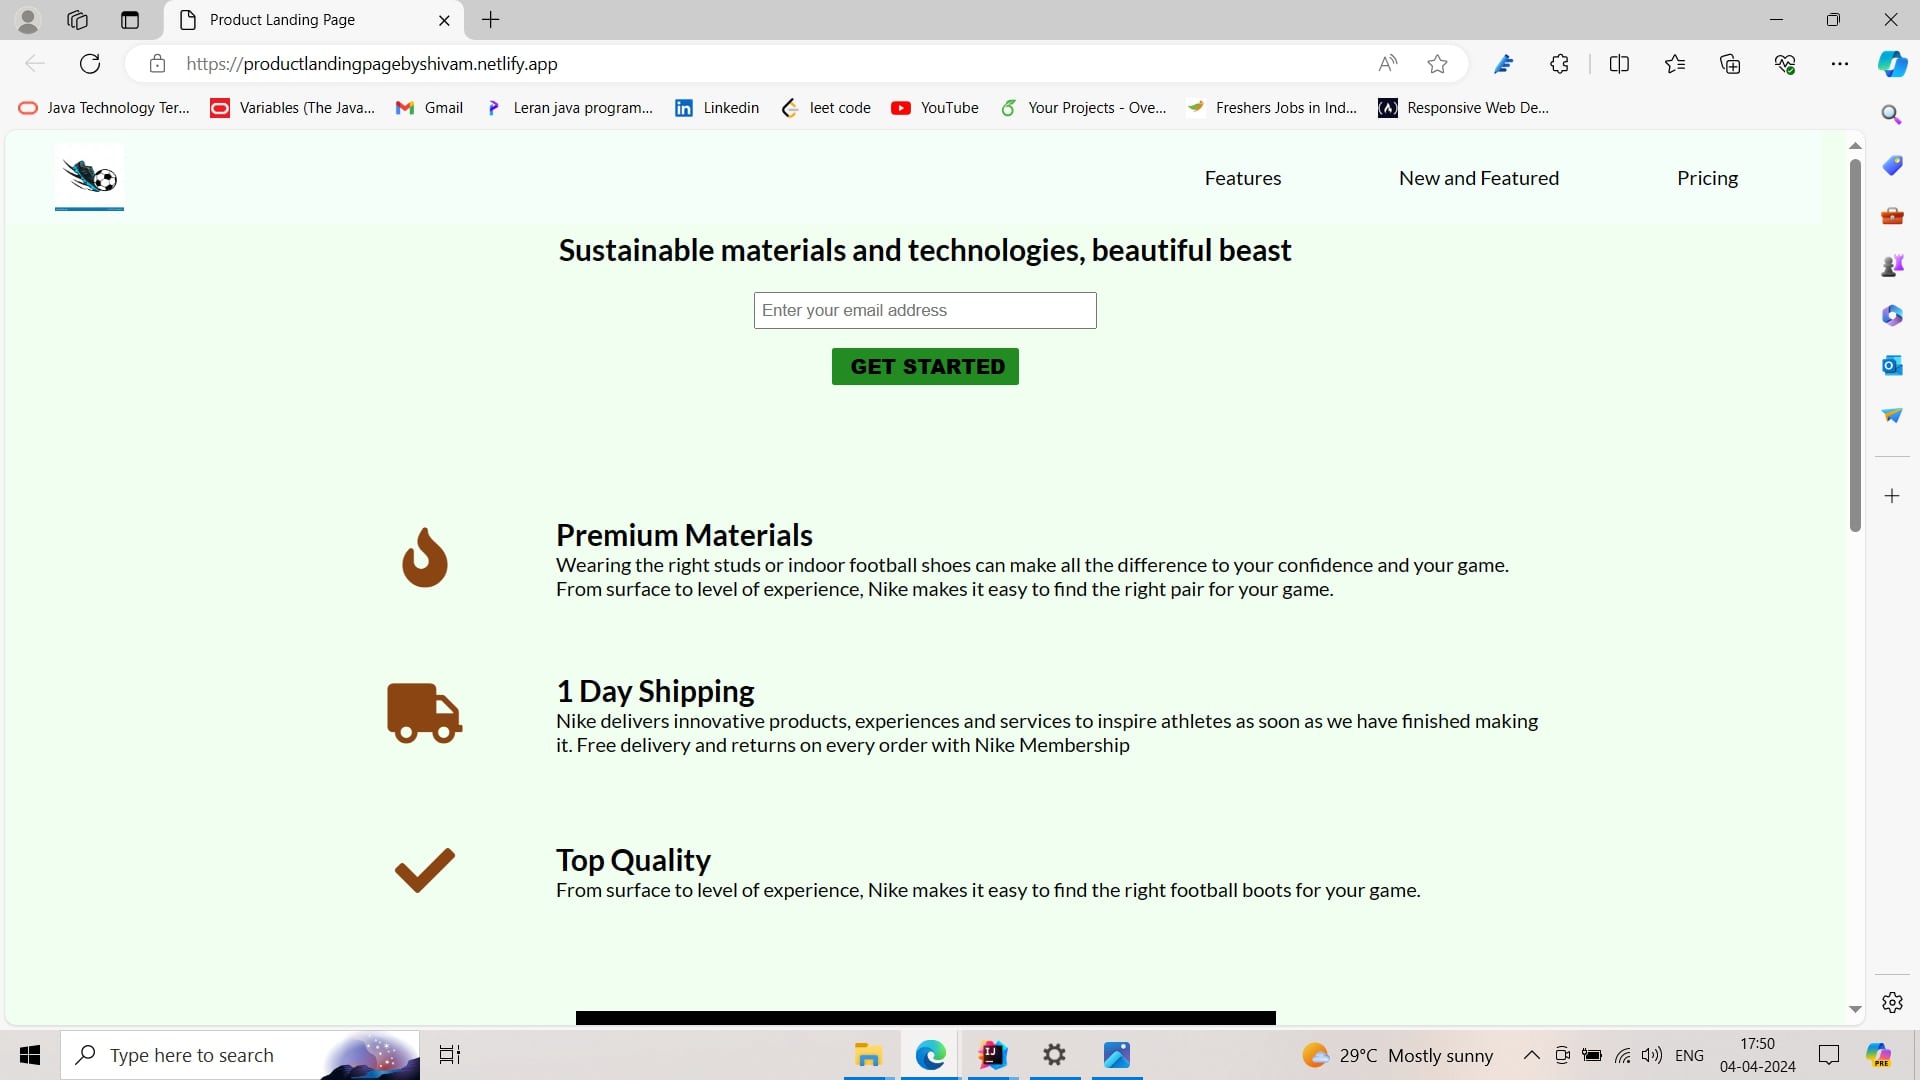 Product Landing Page
https://productlandingpagebyshivam.netlify.app
Java Technology Ter...
Variables (The Java...
Gmail
Leran java program...
Linkedin
leet code
YouTube
Your Projects - Ove...
Freshers Jobs in Ind...
Responsive Web De...
Features
New and Featured
Pricing
Sustainable materials and technologies, beautiful beast
Enter your email address
GET STARTED
Premium Materials
Wearing the right studs or indoor football shoes can make all the difference to your confidence and your game.
From surface to level of experience, Nike makes it easy to find the right pair for your game.
1 Day Shipping
Nike delivers innovative products, experiences and services to inspire athletes as soon as we have finished making
it. Free delivery and returns on every order with Nike Membership
Top Quality
From surface to level of experience, Nike makes it easy to find the right football boots for your game.
Type here to search
29°C Mostly sunny
ENG
17:50
04-04-2024
PRE